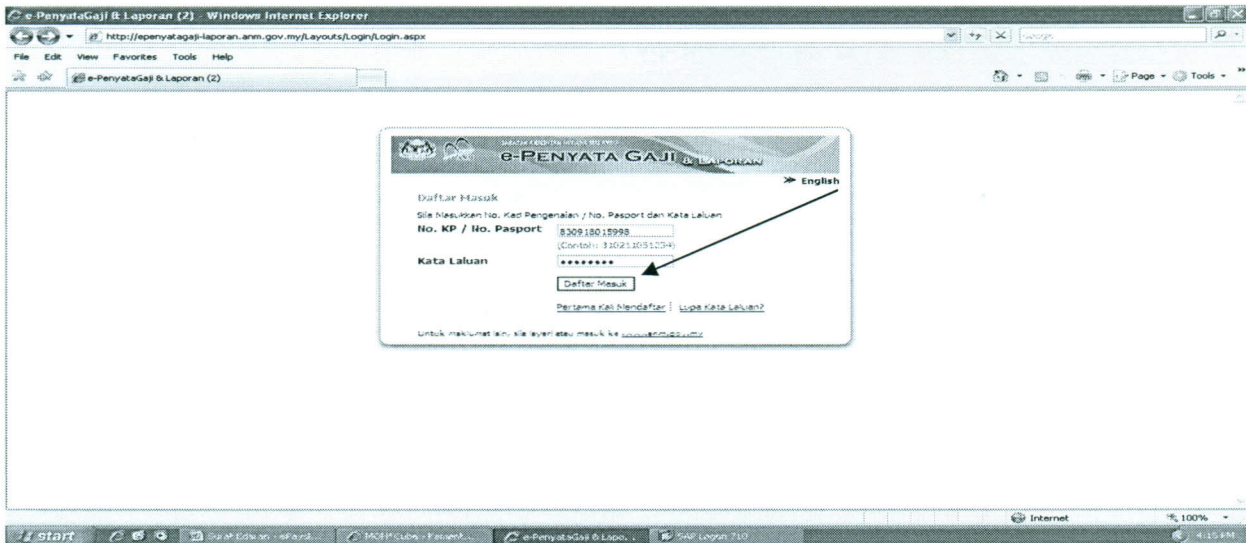 e-PenyataGaji & Laporan (2) - Windows Internet Explorer
http://epenyatagaji-laporan.anm.gov.my/Layouts/Login/Login.aspx
File Edit View Favorites Tools Help
e-PenyataGaji & Laporan (2)
Page Tools
e-PENYATA GAJI & LAPORAN
English
Daftar Masuk
Sila Masukkan No. Kad Pengenalan / No. Pasport dan Kata Laluan
No. KP / No. Pasport 830918015998
(Contoh: 310211051234)
Kata Laluan ••••••••
Daftar Masuk
Pertama Kali Mendaftar | Lupa Kata Laluan?
Untuk maklumat lain, sila layari atau masuk ke www.anm.gov.my
Internet 100%
start e-PenyataGaji & Lapo... SAP Logon 710 4:15 PM